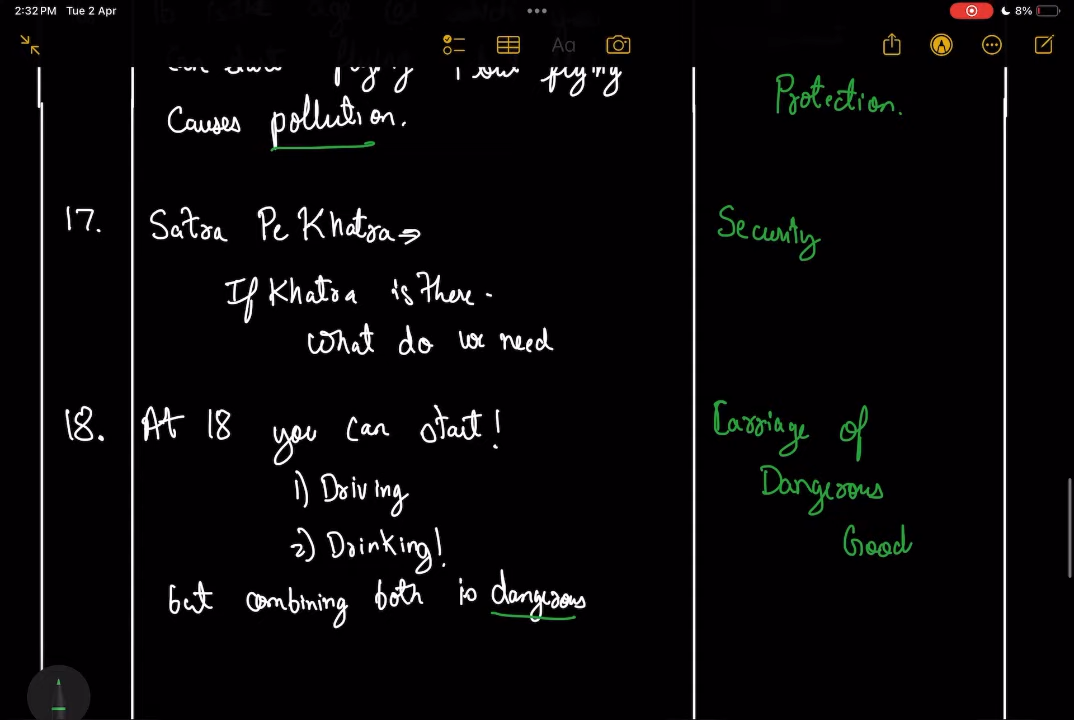 2:32 PM Tue 2 Apr
8%
Aa
flying
flying
Causes pollution.
Protection.
17. Satra Pe Khatra⇒ Security
If Khatra is there -
what do we need
18. At 18 you can start! Carriage of
1) Driving Dangerous
2) Drinking! Good
but combining both is dangerous